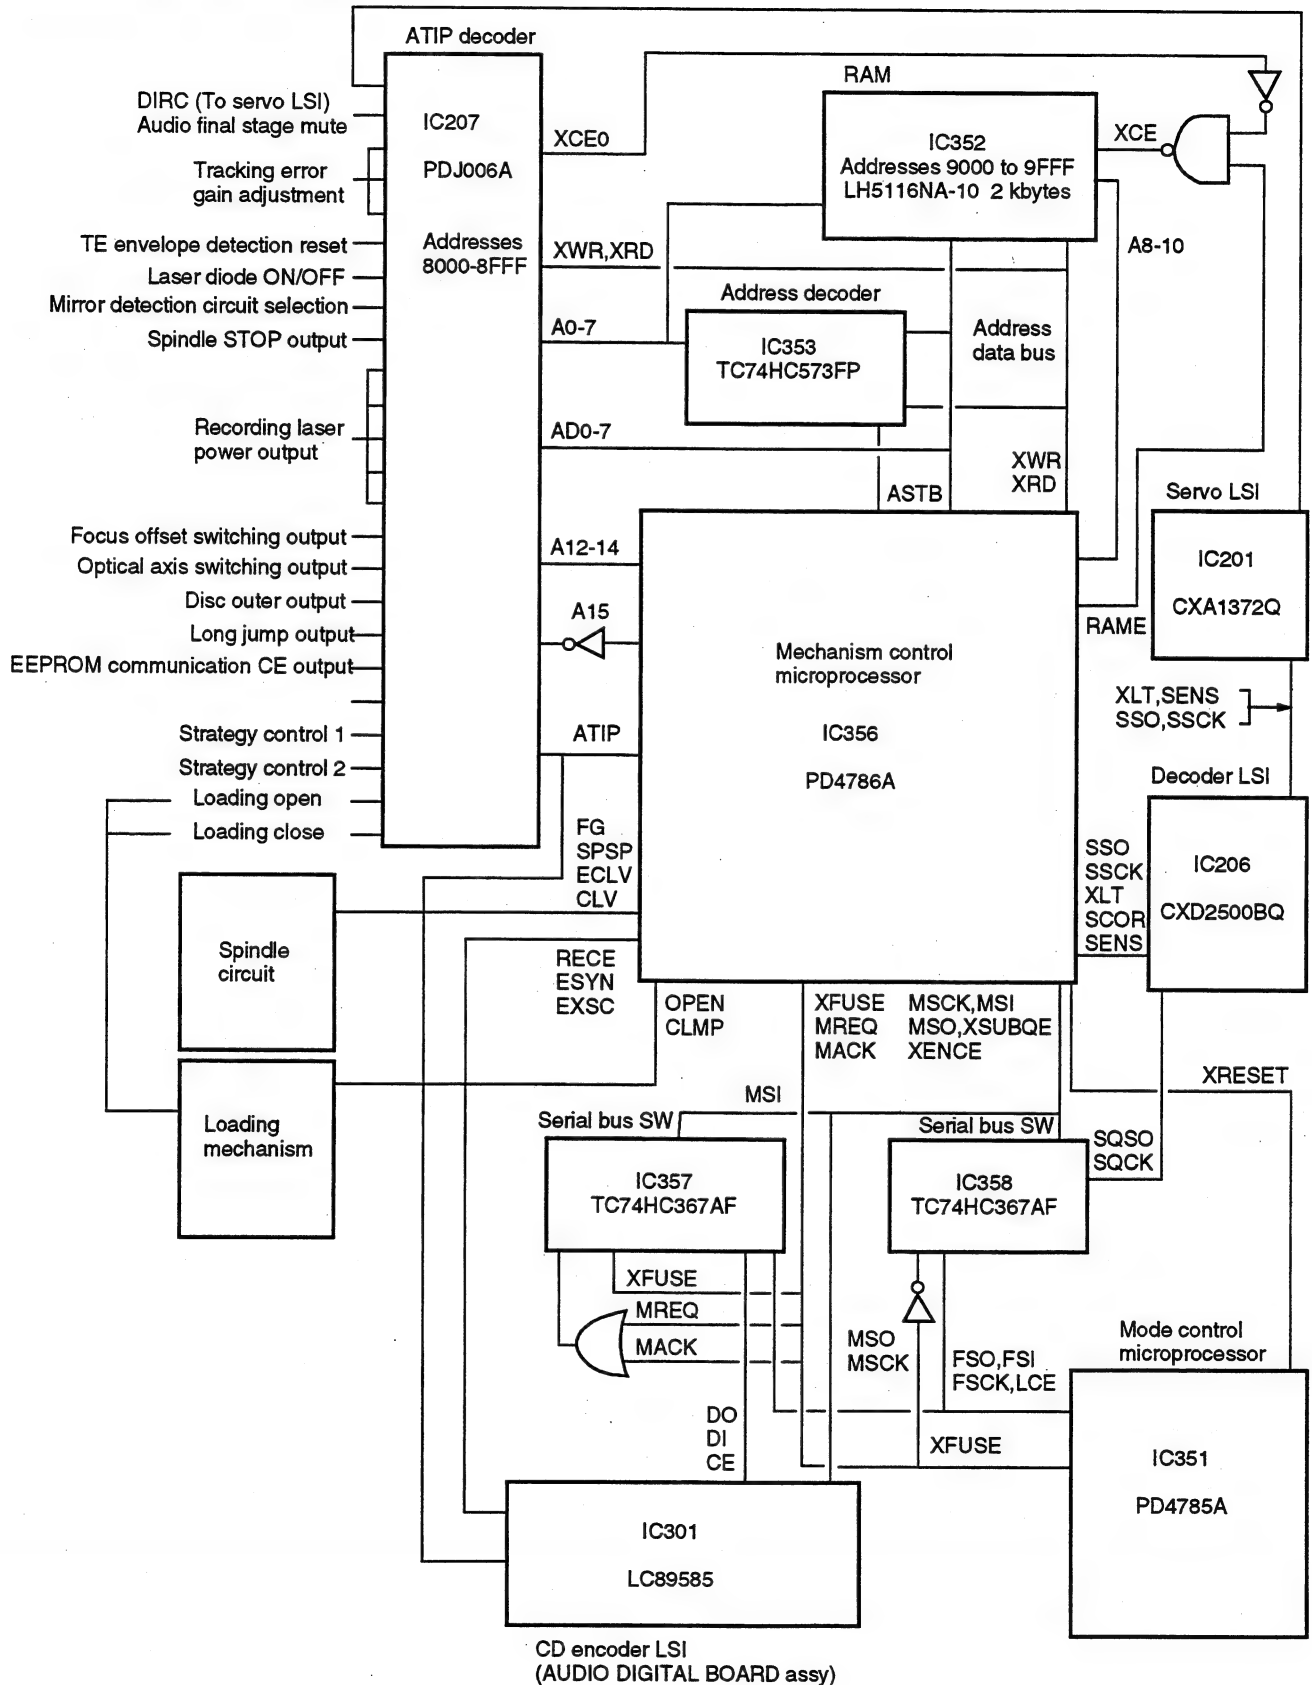 ATIP decoder
IC207
PDJ006A
Addresses
8000-8FFF
DIRC (To servo LSI)
Audio final stage mute
Tracking error
gain adjustment
TE envelope detection reset
Laser diode ON/OFF
Mirror detection circuit selection
Spindle STOP output
Recording laser
power output
Focus offset switching output
Optical axis switching output
Disc outer output
Long jump output
EEPROM communication CE output
Strategy control 1
Strategy control 2
Loading open
Loading close
XCE0
XWR,XRD
A0-7
AD0-7
A12-14
A15
ATIP
RAM
IC352
Addresses 9000 to 9FFF
LH5116NA-10 2 kbytes
XCE
A8-10
Address decoder
IC353
TC74HC573FP
Address
data bus
ASTB
XWR
XRD
Servo LSI
IC201
CXA1372Q
RAME
Mechanism control
microprocessor
IC356
PD4786A
XLT,SENS
SSO,SSCK
Decoder LSI
IC206
CXD2500BQ
SSO
SSCK
XLT
SCOR
SENS
FG
SPSP
ECLV
CLV
Spindle
circuit
RECE
ESYN
EXSC
OPEN
CLMP
XFUSE
MREQ
MACK
MSCK,MSI
MSO,XSUBQE
XENCE
XRESET
Loading
mechanism
MSI
Serial bus SW
IC357
TC74HC367AF
Serial bus SW
IC358
TC74HC367AF
SQSO
SQCK
XFUSE
MREQ
MACK
MSO
MSCK
FSO,FSI
FSCK,LCE
Mode control
microprocessor
DO
DI
CE
XFUSE
IC351
PD4785A
IC301
LC89585
CD encoder LSI
(AUDIO DIGITAL BOARD assy)